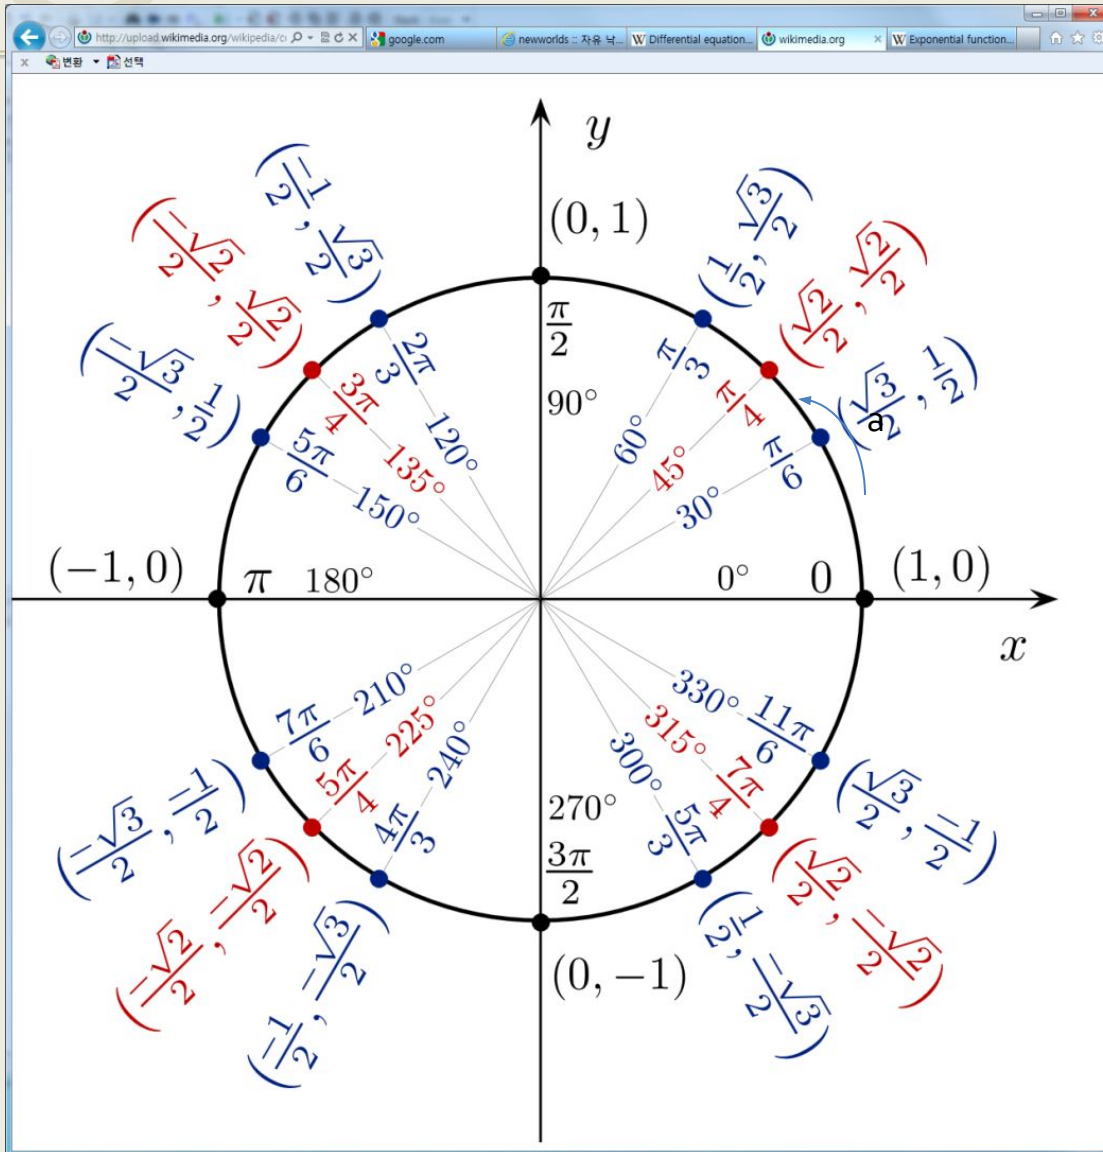 http://upload.wikimedia.org/wikipedia/c
google.com
newworlds :: 자유 낙...
Differential equation...
wikimedia.org
Exponential function...
x 변환 선택
y
(0, 1)
(-1/2, √3/2)
(1/2, √3/2)
(-√2/2, √2/2)
(√2/2, √2/2)
(-√3/2, 1/2)
(√3/2, 1/2)
a
π/2
90°
2π/3 120°
3π/4 135°
5π/6 150°
60° π/3
45° π/4
30° π/6
(-1, 0) π 180°
0° 0 (1, 0)
x
7π/6 210°
5π/4 225°
4π/3 240°
330° 11π/6
315° 7π/4
300° 5π/3
270°
3π/2
(-√3/2, -1/2)
(√3/2, -1/2)
(-√2/2, -√2/2)
(√2/2, -√2/2)
(-1/2, -√3/2)
(0, -1)
(1/2, -√3/2)